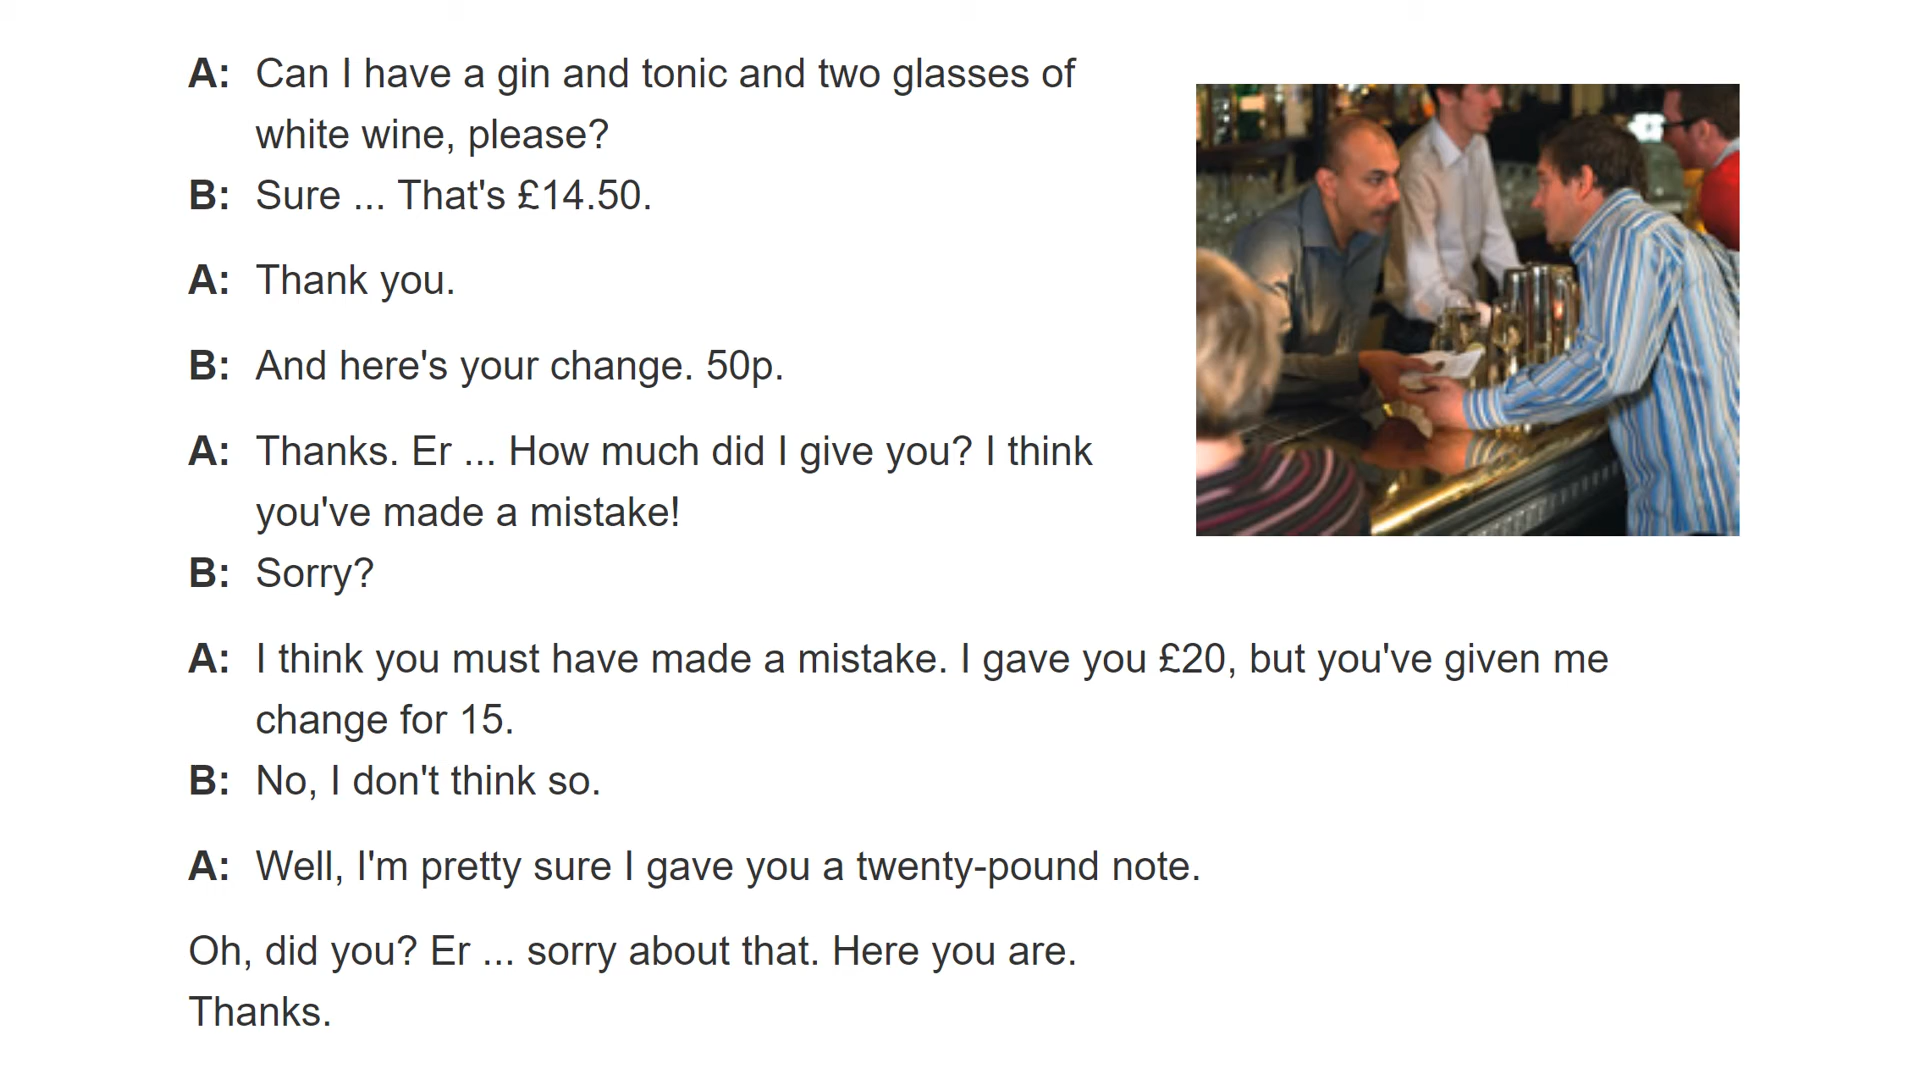 A: Can I have a gin and tonic and two glasses of
white wine, please?
B: Sure ... That's £14.50.
A: Thank you.
B: And here's your change. 50p.
A: Thanks. Er ... How much did I give you? I think
you've made a mistake!
B: Sorry?
A: I think you must have made a mistake. I gave you £20, but you've given me
change for 15.
B: No, I don't think so.
A: Well, I'm pretty sure I gave you a twenty-pound note.
Oh, did you? Er ... sorry about that. Here you are.
Thanks.